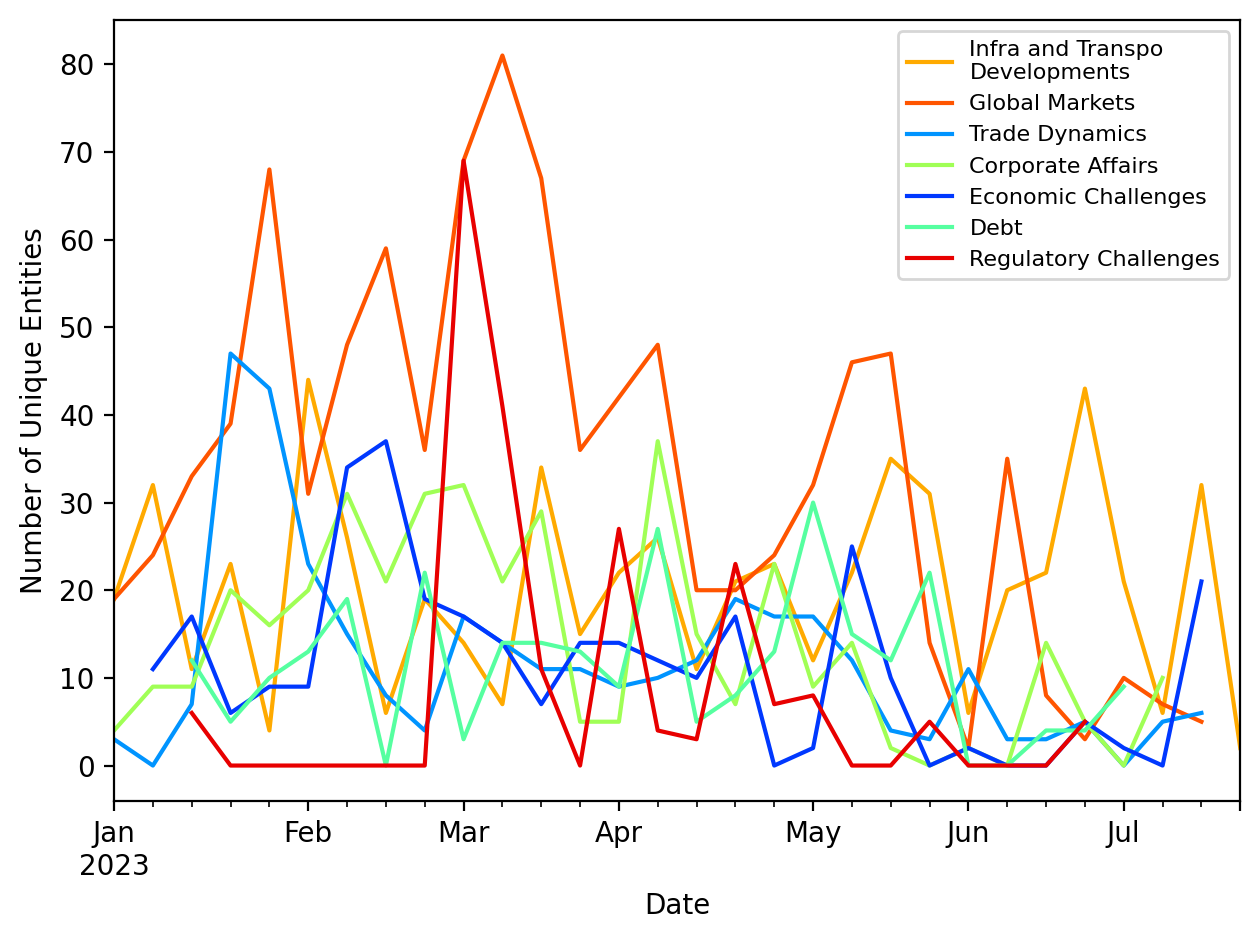 80
70
60
50
40
30
20
10
0
Number of Unique Entities
Infra and Transpo
Developments
Global Markets
Trade Dynamics
Corporate Affairs
Economic Challenges
Debt
Regulatory Challenges
Jan Feb Mar Apr May Jun Jul
2023
Date